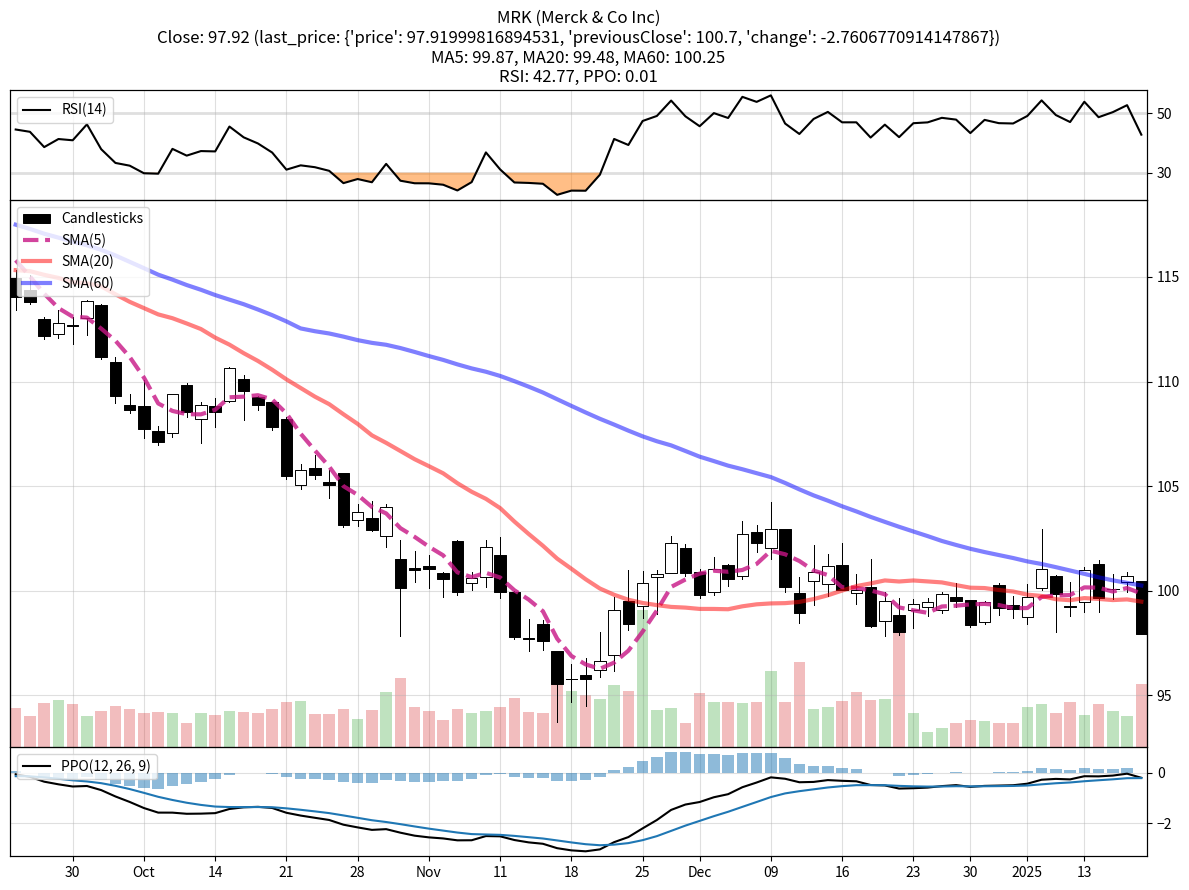 MRK (Merck & Co Inc)
Close: 97.92 (last_price: {'price': 97.91999816894531, 'previousClose': 100.7, 'change': -2.7606770914147867})
MA5: 99.87, MA20: 99.48, MA60: 100.25
RSI: 42.77, PPO: 0.01
RSI(14)
50
30
Candlesticks
SMA(5)
SMA(20)
SMA(60)
115
110
105
100
95
PPO(12, 26, 9)
0
−2
30 Oct 14 21 28 Nov 11 18 25 Dec 09 16 23 30 2025 13